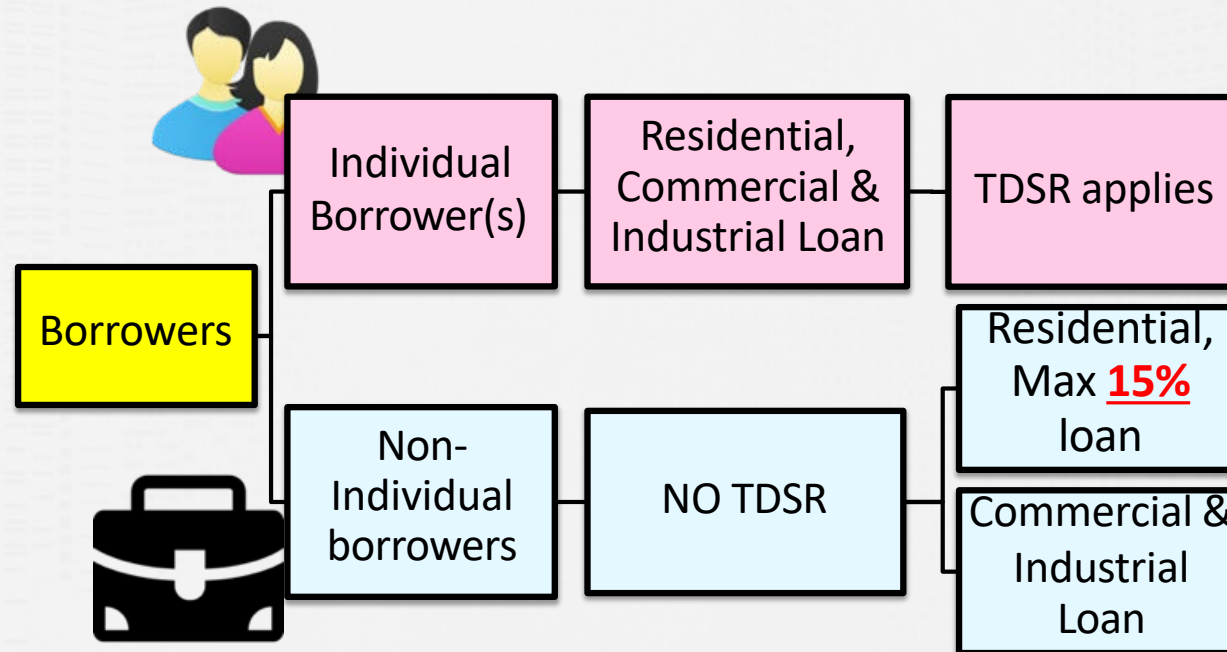 Borrowers
Individual
Borrower(s)
Residential,
Commercial &
Industrial Loan
TDSR applies
Non-
Individual
borrowers
NO TDSR
Residential,
Max 15%
loan
Commercial &
Industrial
Loan